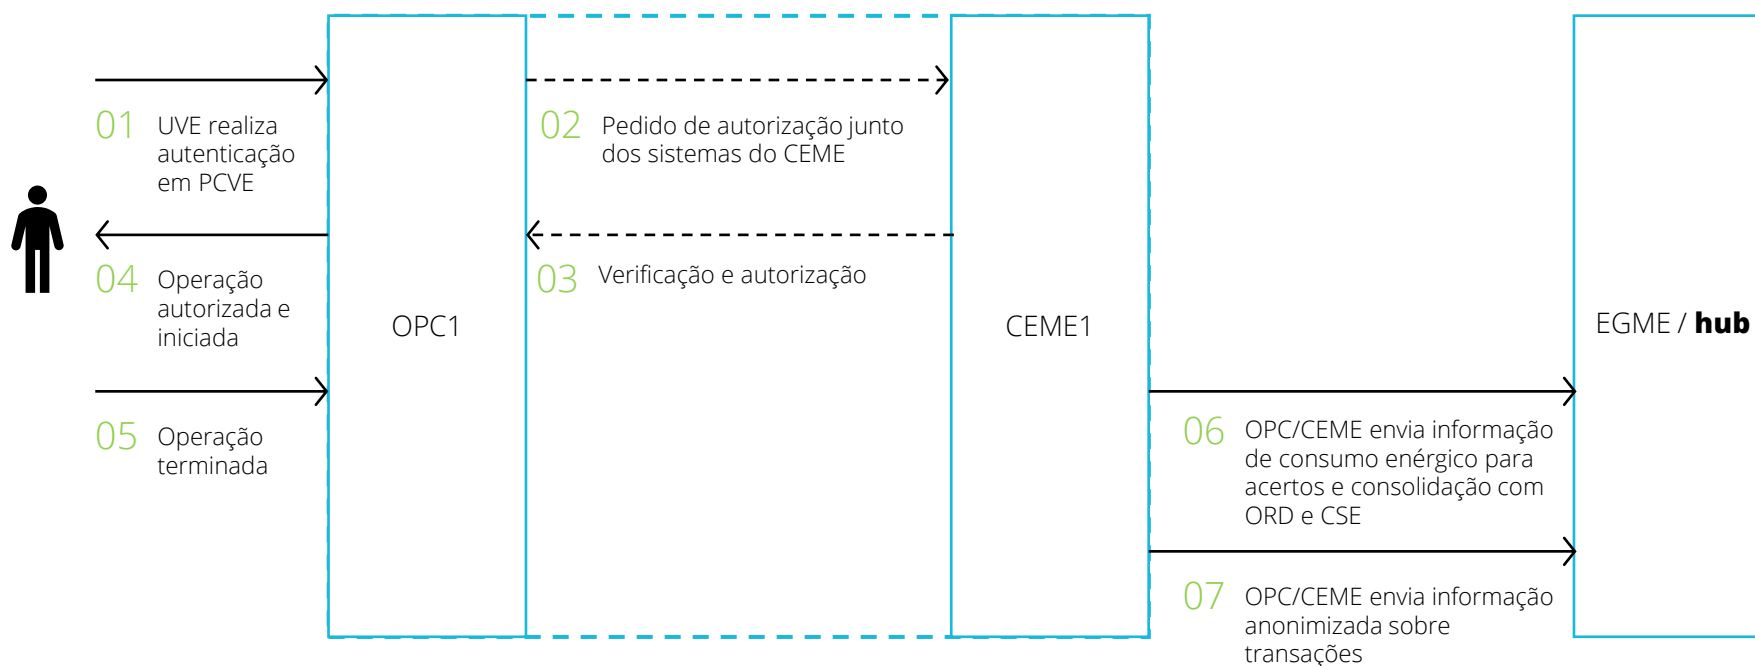 01 UVE realiza
autenticação
em PCVE
02 Pedido de autorização junto
dos sistemas do CEME
03 Verificação e autorização
04 Operação
autorizada e
iniciada
05 Operação
terminada
OPC1
CEME1
EGME / hub
06 OPC/CEME envia informação
de consumo enérgico para
acertos e consolidação com
ORD e CSE
07 OPC/CEME envia informação
anonimizada sobre
transações